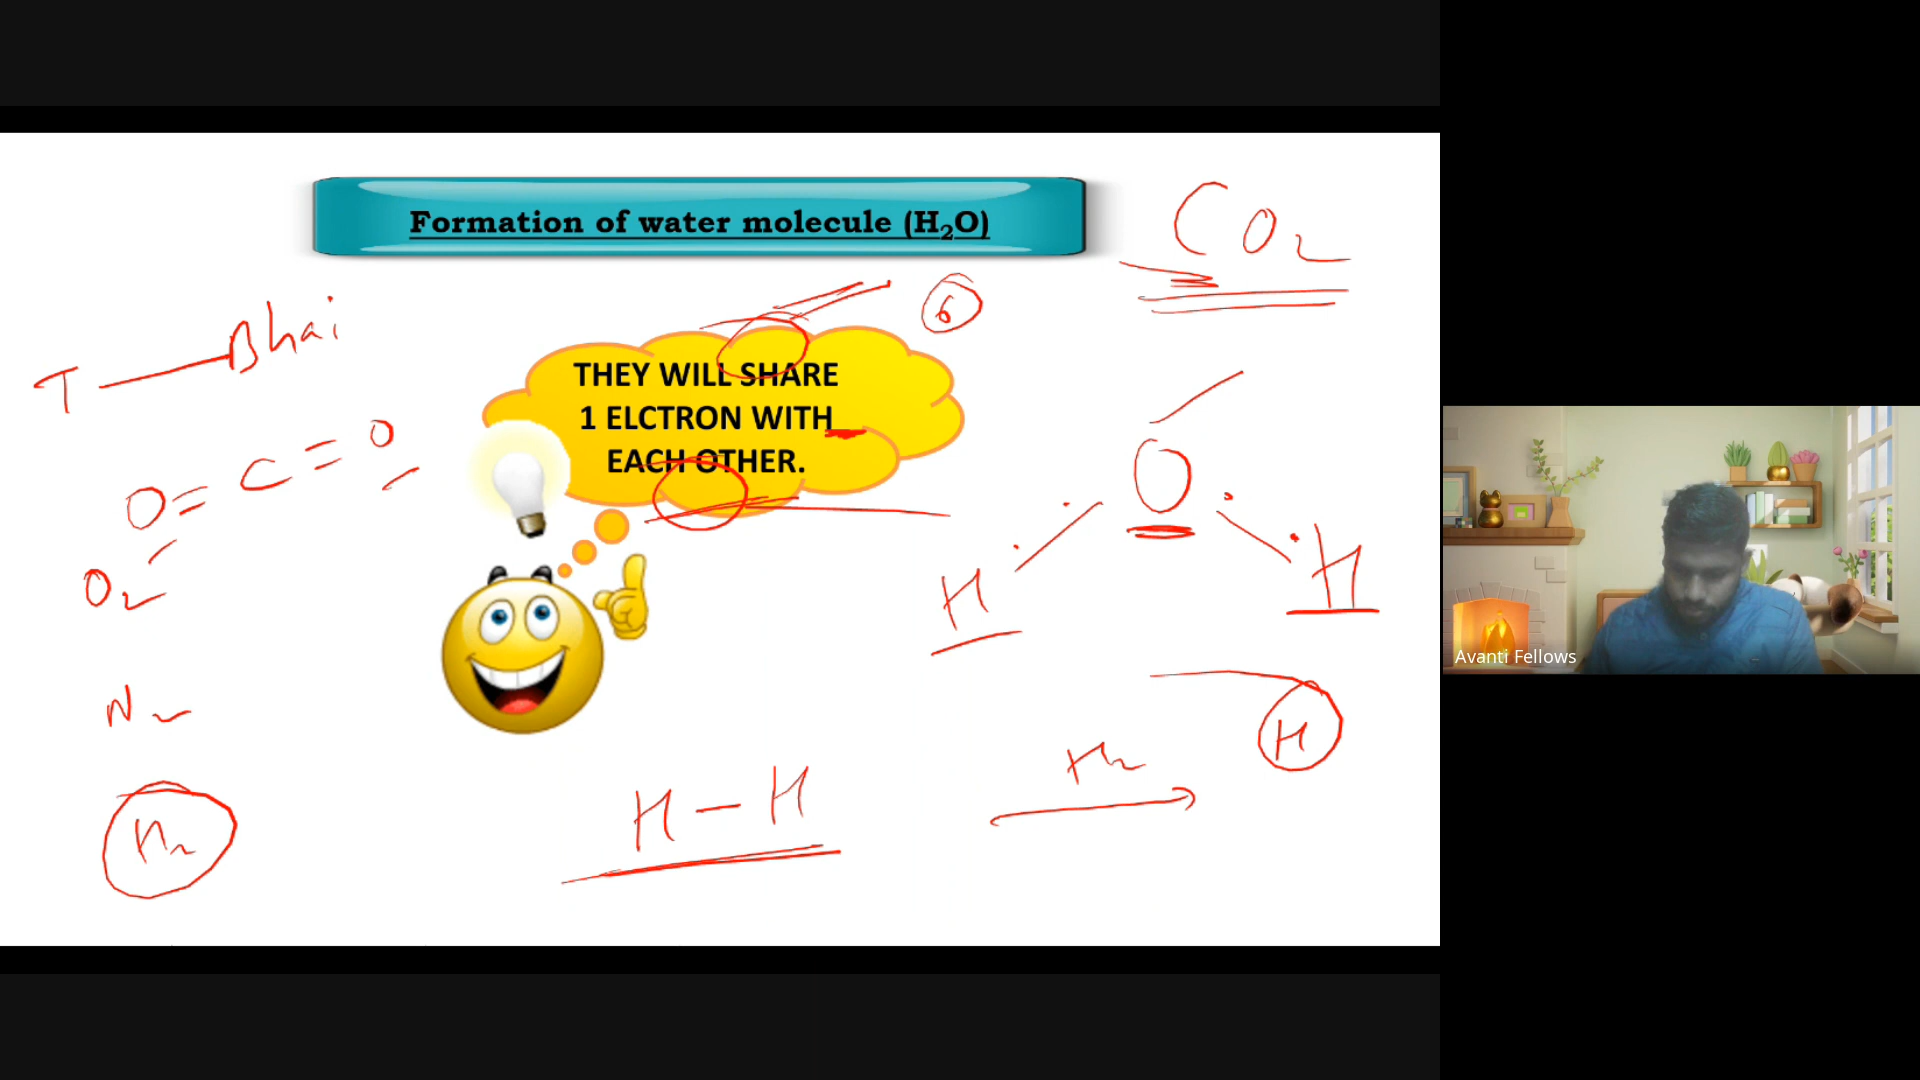 Formation of water molecule (H₂O)
CO₂
6
T — Bhai
THEY WILL SHARE
1 ELCTRON WITH
EACH OTHER.
O = C = O
O
H H
O₂
Avanti Fellows
N₂
H
H₂
H - H
H₂